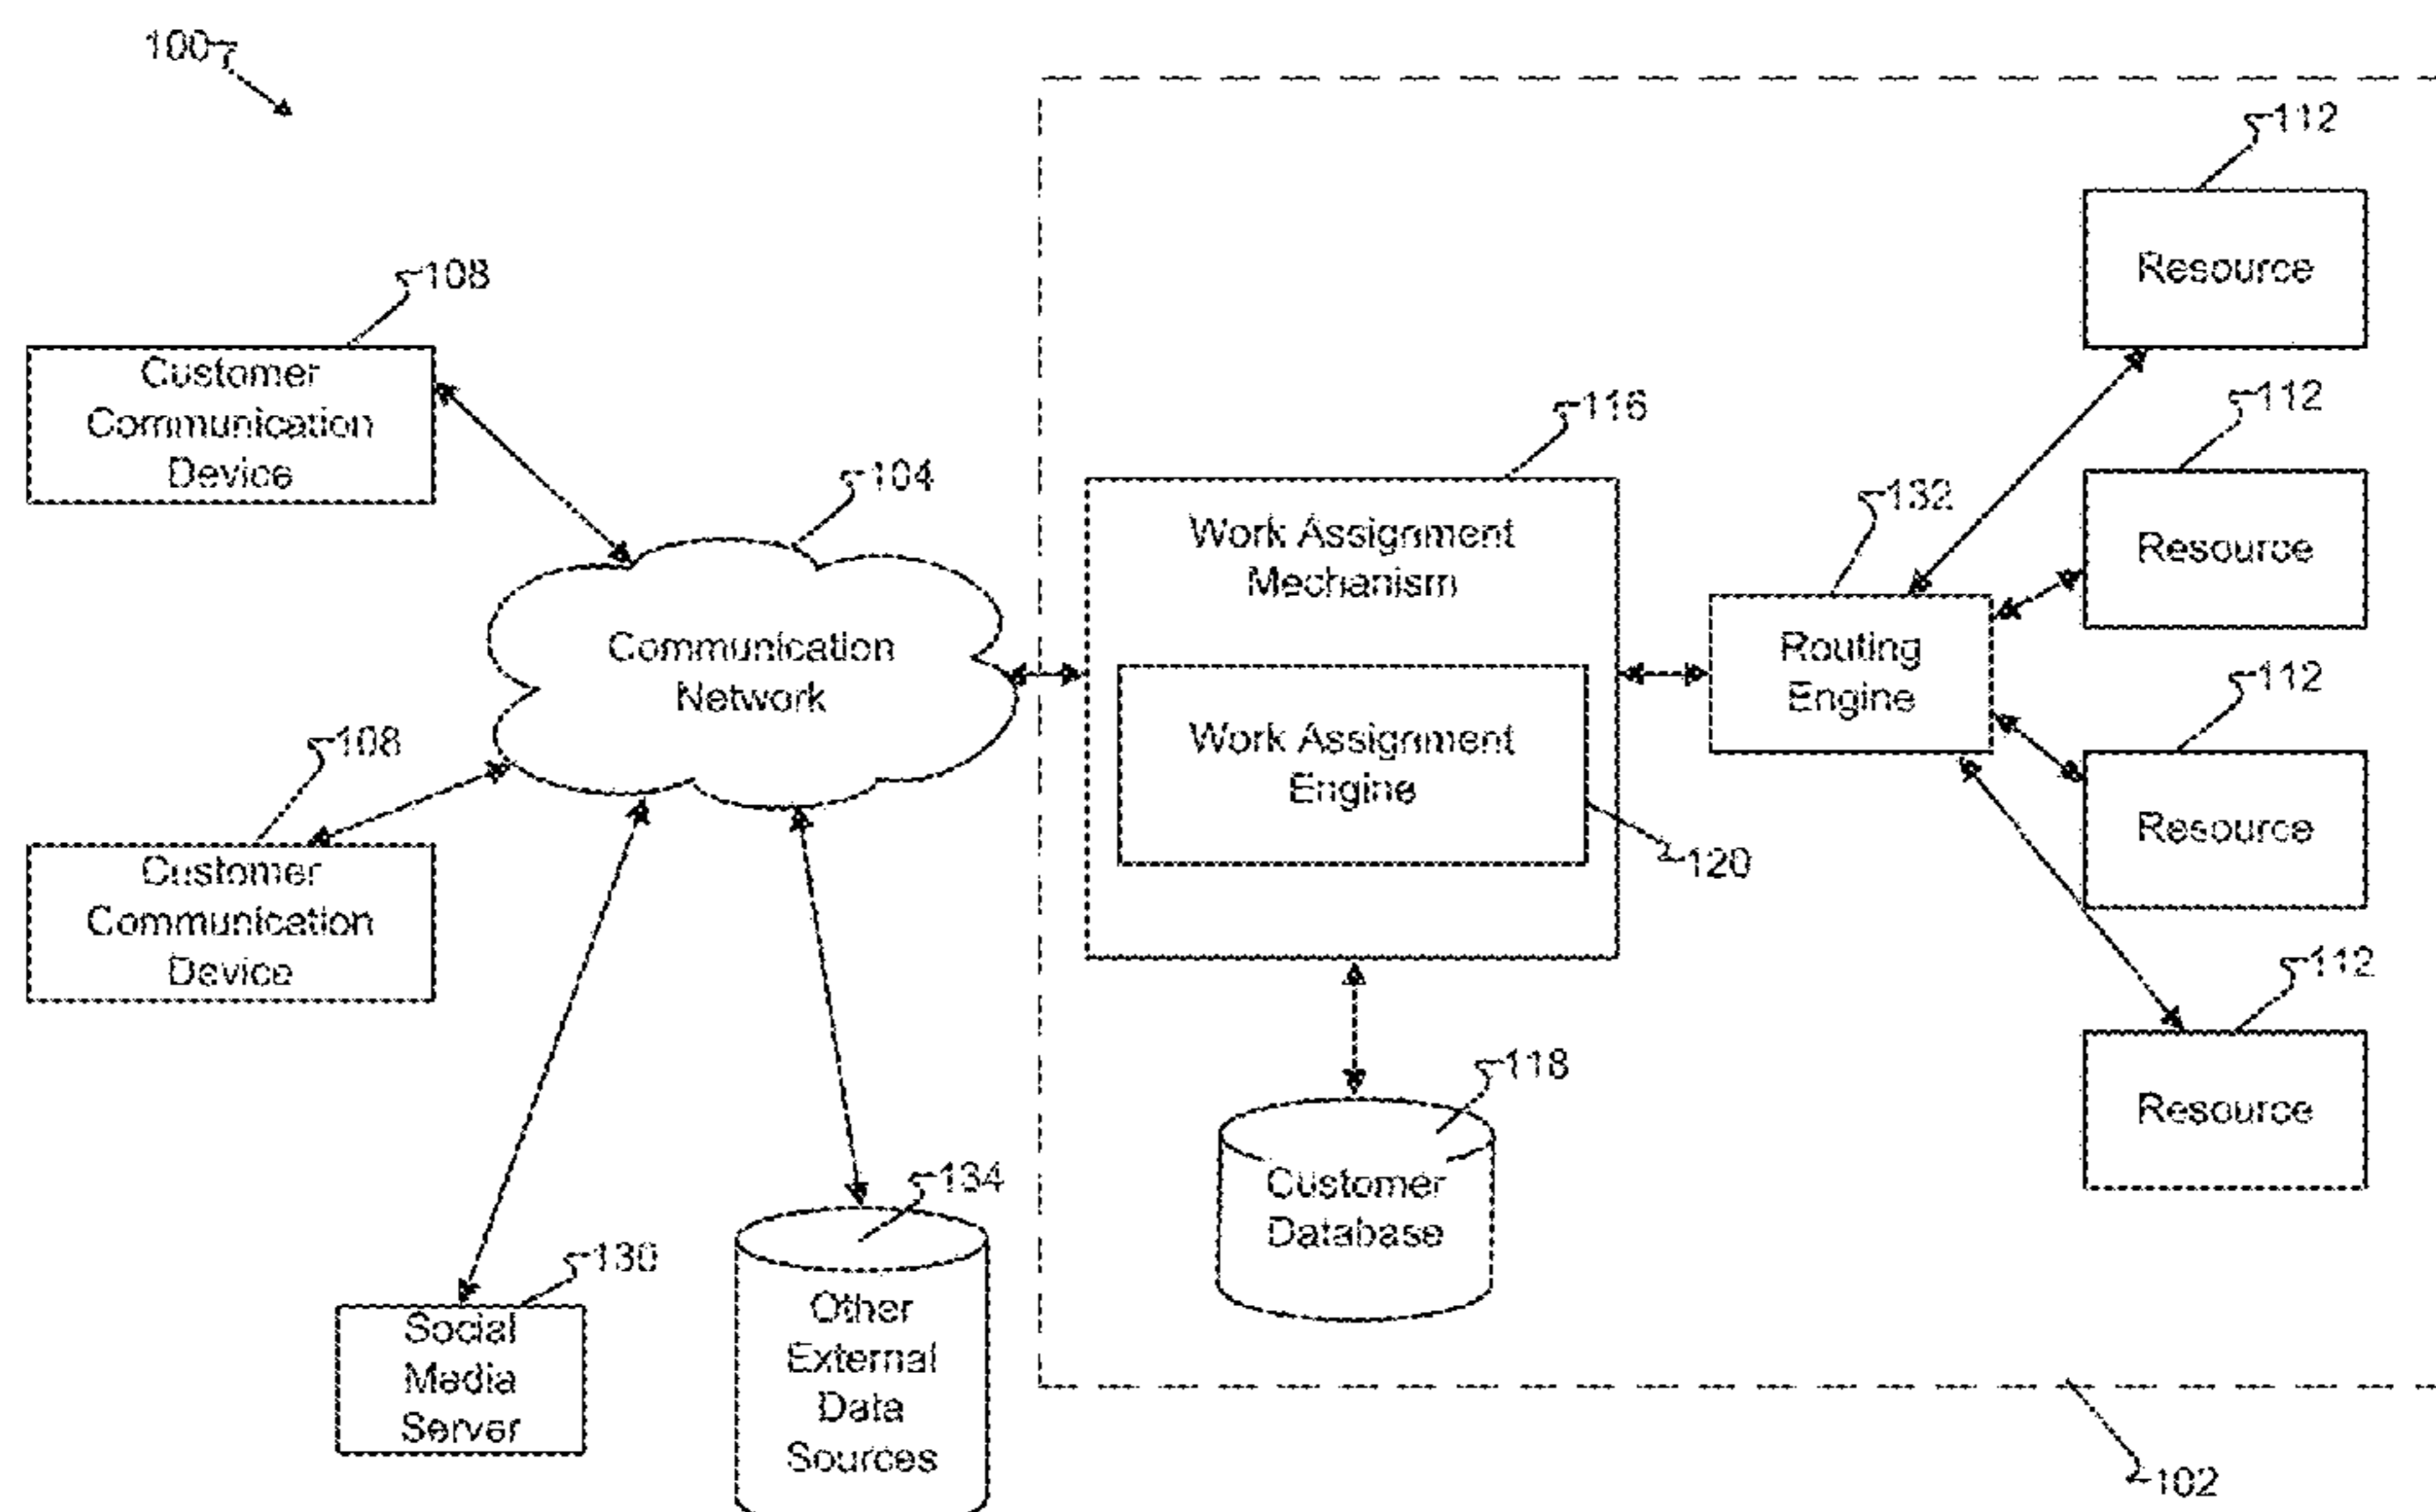 100
112
Resource
108
Customer
Communication
Device
112
Resource
116
104
132
Work Assignment
Mechanism
Communication
Network
Routing
Engine
112
Resource
Work Assignment
Engine
108
120
Customer
Communication
Device
112
Resource
118
Customer
Database
134
Other
External
Data
Sources
130
Social
Media
Server
102